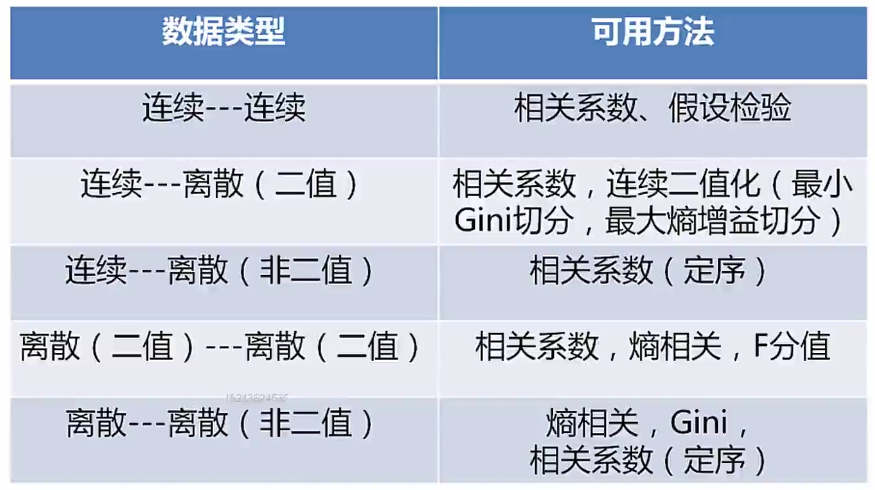 数据类型
可用方法
连续---连续
相关系数、假设检验
连续---离散（二值）
相关系数，连续二值化（最小
Gini切分，最大熵增益切分）
连续---离散（非二值）
相关系数（定序）
离散（二值）---离散（二值）
相关系数，熵相关，F分值
离散---离散（非二值）
熵相关，Gini，
相关系数（定序）